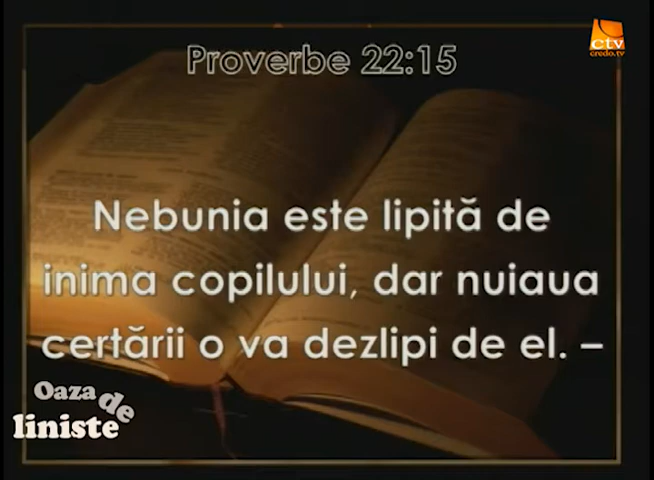 ctv
credo.tv
Proverbe 22:15
Nebunia este lipită de
inima copilului, dar nuiaua
certării o va dezlipi de el. –
Oaza de
liniste